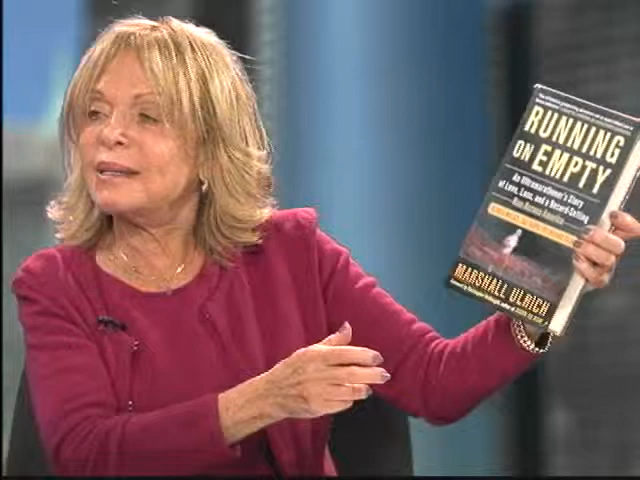 RUNNING
ON EMPTY
An Ultramarathoner's Story
of Love, Loss, and a Record-Setting
Run Across America
MARSHALL ULRICH